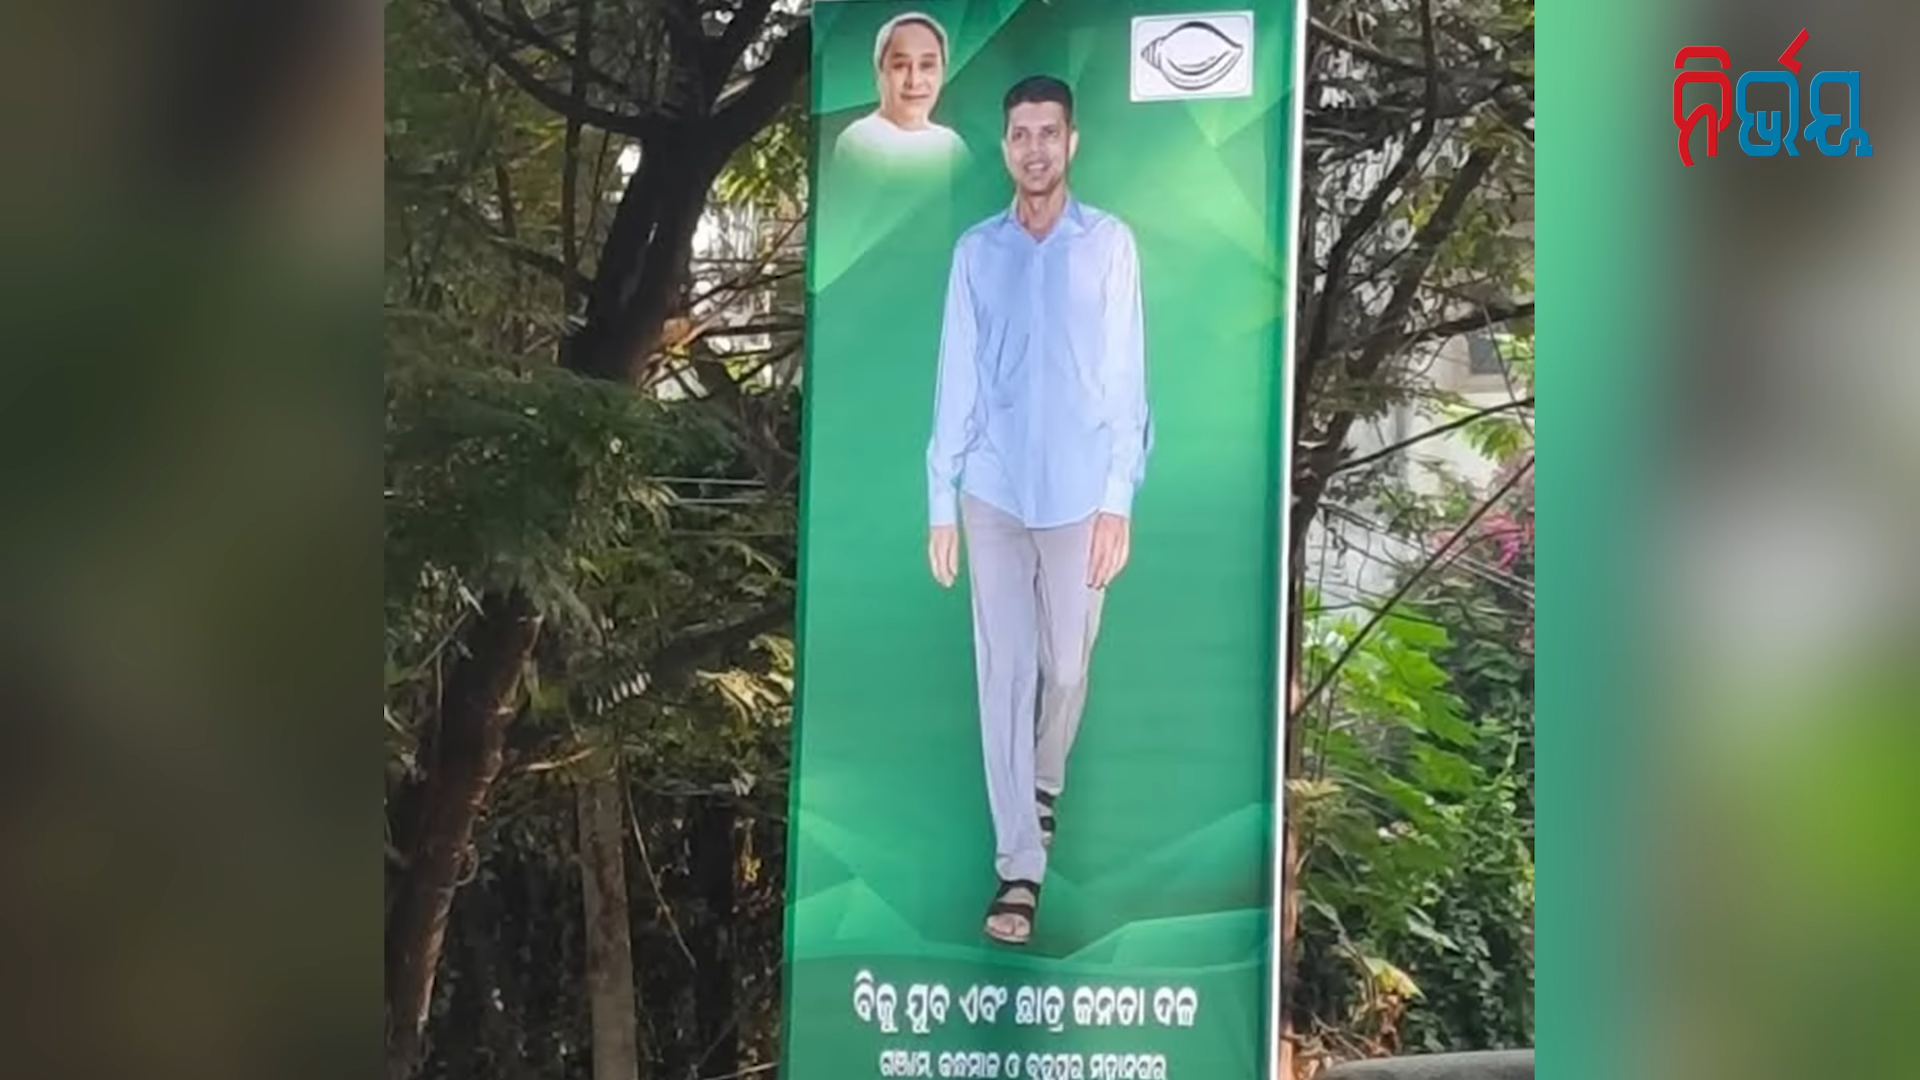 ନିର୍ଭୟ
ବିଜୁ ଯୁବ ଏବଂ ଛାତ୍ର ଜନତା ଦଳ
ଗଞ୍ଜାମ, କନ୍ଧମାଳ ଓ ବ୍ରହ୍ମପୁର ମହାନଗର